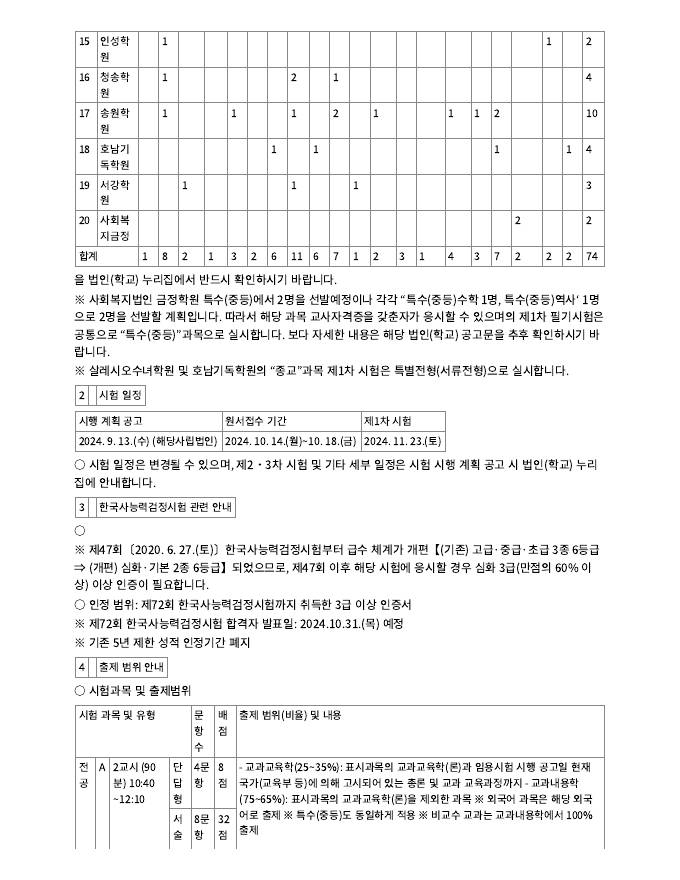 15 인성학원 1 1 2
16 청송학원 1 2 1 4
17 송원학원 1 1 1 2 1 1 1 2 10
18 호남기독학원 1 1 1 1 4
19 서강학원 1 1 1 3
20 사회복지금정 2 2
합계 1 8 2 1 3 2 6 11 6 7 1 2 3 1 4 3 7 2 2 2 74
을 법인(학교) 누리집에서 반드시 확인하시기 바랍니다.
※ 사회복지법인 금정학원 특수(중등)에서 2명을 선발예정이나 각각 “특수(중등)수학 1명, 특수(중등)역사‘ 1명
으로 2명을 선발할 계획입니다. 따라서 해당 과목 교사자격증을 갖춘자가 응시할 수 있으며의 제1차 필기시험은
공통으로 “특수(중등)”과목으로 실시합니다. 보다 자세한 내용은 해당 법인(학교) 공고문을 추후 확인하시기 바
랍니다.
※ 살레시오수녀학원 및 호남기독학원의 “종교”과목 제1차 시험은 특별전형(서류전형)으로 실시합니다.
2 시험 일정
시행 계획 공고 원서접수 기간 제1차 시험
2024. 9. 13.(수) (해당사립법인) 2024. 10. 14.(월)~10. 18.(금) 2024. 11. 23.(토)
○ 시험 일정은 변경될 수 있으며, 제2・3차 시험 및 기타 세부 일정은 시험 시행 계획 공고 시 법인(학교) 누리
집에 안내합니다.
3 한국사능력검정시험 관련 안내
○
※ 제47회〔2020. 6. 27.(토)〕한국사능력검정시험부터 급수 체계가 개편【(기존) 고급·중급·초급 3종 6등급
⇒ (개편) 심화·기본 2종 6등급】되었으므로, 제47회 이후 해당 시험에 응시할 경우 심화 3급(만점의 60% 이
상) 이상 인증이 필요합니다.
○ 인정 범위: 제72회 한국사능력검정시험까지 취득한 3급 이상 인증서
※ 제72회 한국사능력검정시험 합격자 발표일: 2024.10.31.(목) 예정
※ 기존 5년 제한 성적 인정기간 폐지
4 출제 범위 안내
○ 시험과목 및 출제범위
시험 과목 및 유형 문항수 배점 출제 범위(비율) 및 내용
전공 A 2교시 (90분) 10:40~12:10 단답형 4문항 8점
서술 8문항 32점
- 교과교육학(25~35%): 표시과목의 교과교육학(론)과 임용시험 시행 공고일 현재
국가(교육부 등)에 의해 고시되어 있는 총론 및 교과 교육과정까지 - 교과내용학
(75~65%): 표시과목의 교과교육학(론)을 제외한 과목 ※ 외국어 과목은 해당 외국
어로 출제 ※ 특수(중등)도 동일하게 적용 ※ 비교수 교과는 교과내용학에서 100%
출제